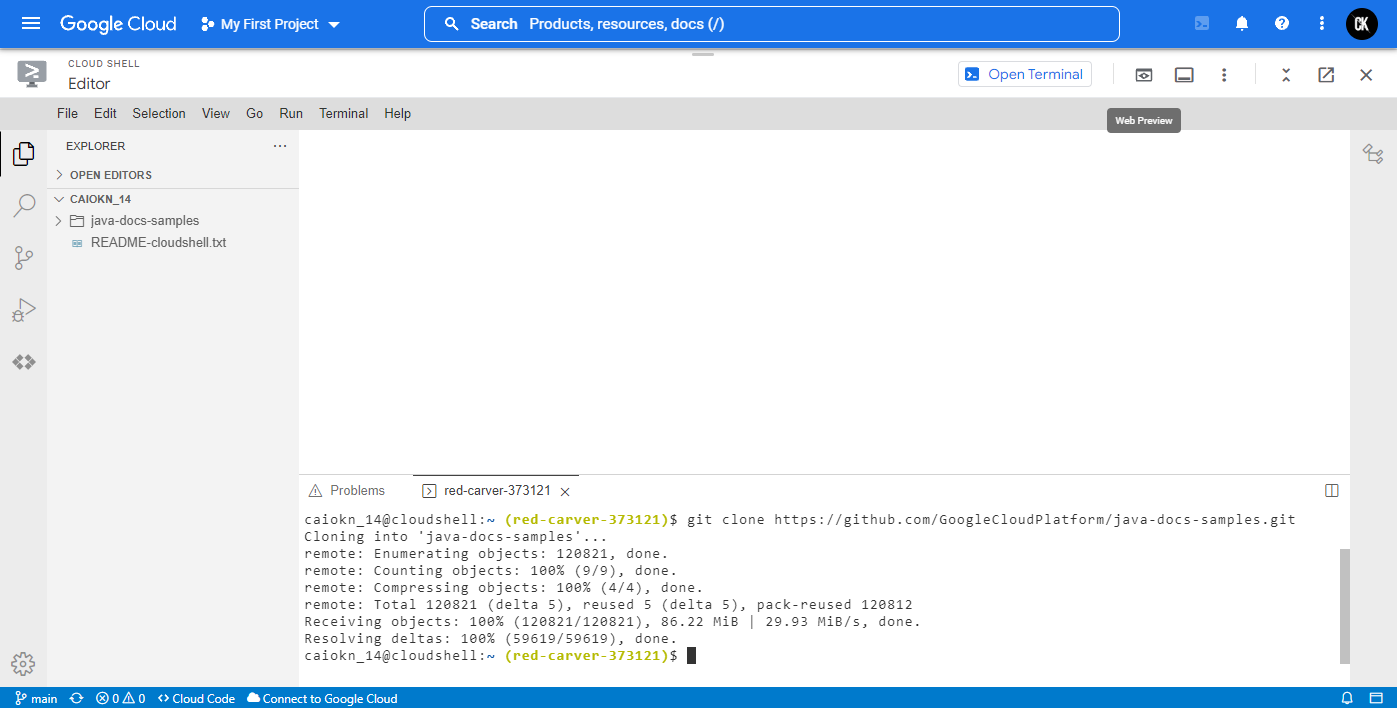 Google Cloud
My First Project
Search Products, resources, docs (/)
CK
CLOUD SHELL
Editor
Open Terminal
File Edit Selection View Go Run Terminal Help
Web Preview
EXPLORER
OPEN EDITORS
CAIOKN_14
java-docs-samples
README-cloudshell.txt
Problems
red-carver-373121
caiokn_14@cloudshell:~ (red-carver-373121)$ git clone https://github.com/GoogleCloudPlatform/java-docs-samples.git
Cloning into 'java-docs-samples'...
remote: Enumerating objects: 120821, done.
remote: Counting objects: 100% (9/9), done.
remote: Compressing objects: 100% (4/4), done.
remote: Total 120821 (delta 5), reused 5 (delta 5), pack-reused 120812
Receiving objects: 100% (120821/120821), 86.22 MiB | 29.93 MiB/s, done.
Resolving deltas: 100% (59619/59619), done.
caiokn_14@cloudshell:~ (red-carver-373121)$
main 0 0 Cloud Code Connect to Google Cloud